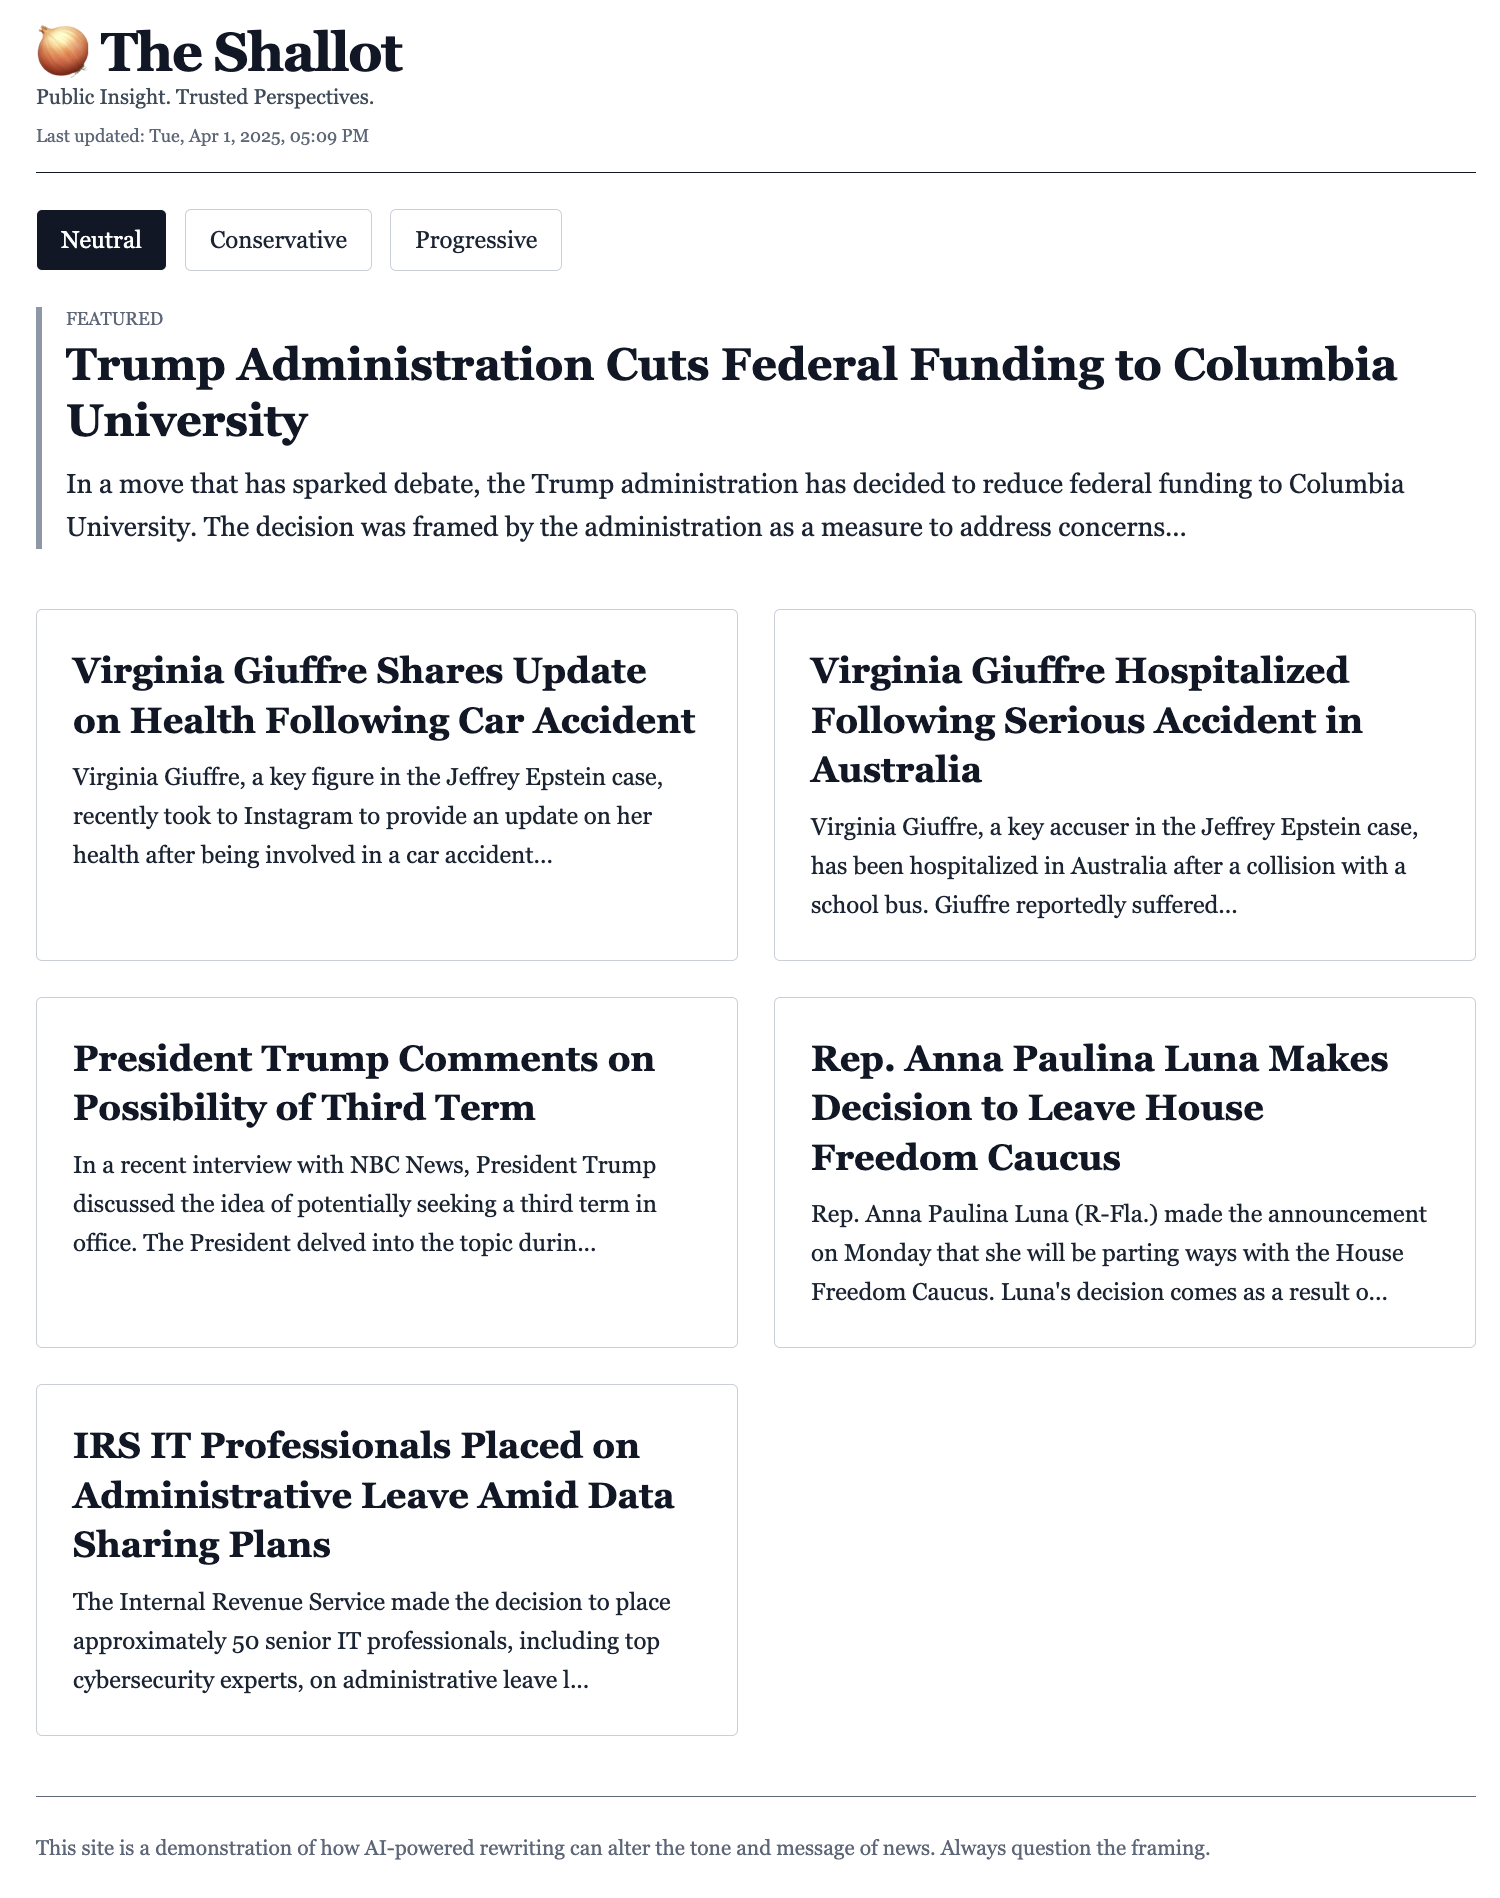 The Shallot
Public Insight. Trusted Perspectives.
Last updated: Tue, Apr 1, 2025, 05:09 PM
Neutral
Conservative
Progressive
FEATURED
Trump Administration Cuts Federal Funding to Columbia
University
In a move that has sparked debate, the Trump administration has decided to reduce federal funding to Columbia
University. The decision was framed by the administration as a measure to address concerns...
Virginia Giuffre Shares Update
on Health Following Car Accident
Virginia Giuffre, a key figure in the Jeffrey Epstein case,
recently took to Instagram to provide an update on her
health after being involved in a car accident...
Virginia Giuffre Hospitalized
Following Serious Accident in
Australia
Virginia Giuffre, a key accuser in the Jeffrey Epstein case,
has been hospitalized in Australia after a collision with a
school bus. Giuffre reportedly suffered...
President Trump Comments on
Possibility of Third Term
In a recent interview with NBC News, President Trump
discussed the idea of potentially seeking a third term in
office. The President delved into the topic durin...
Rep. Anna Paulina Luna Makes
Decision to Leave House
Freedom Caucus
Rep. Anna Paulina Luna (R-Fla.) made the announcement
on Monday that she will be parting ways with the House
Freedom Caucus. Luna's decision comes as a result o...
IRS IT Professionals Placed on
Administrative Leave Amid Data
Sharing Plans
The Internal Revenue Service made the decision to place
approximately 50 senior IT professionals, including top
cybersecurity experts, on administrative leave l...
This site is a demonstration of how AI-powered rewriting can alter the tone and message of news. Always question the framing.